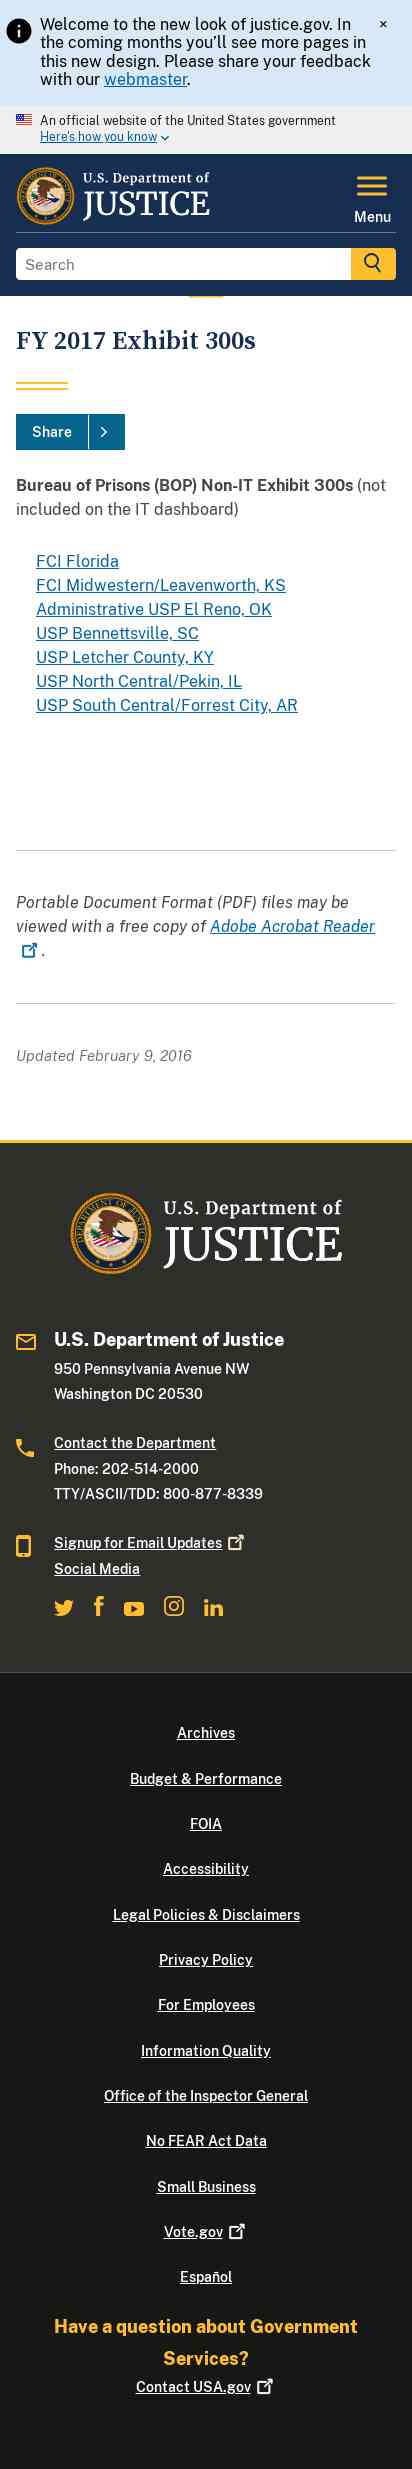 Welcome to the new look of justice.gov. In
the coming months you'll see more pages in
this new design. Please share your feedback
with our webmaster.
×
An official website of the United States government
Here's how you know
U.S. Department of
JUSTICE
Menu
Search
FY 2017 Exhibit 300s
Share
Bureau of Prisons (BOP) Non-IT Exhibit 300s (not
included on the IT dashboard)
FCI Florida
FCI Midwestern/Leavenworth, KS
Administrative USP El Reno, OK
USP Bennettsville, SC
USP Letcher County, KY
USP North Central/Pekin, IL
USP South Central/Forrest City, AR
Portable Document Format (PDF) files may be
viewed with a free copy of Adobe Acrobat Reader
.
Updated February 9, 2016
U.S. Department of
JUSTICE
U.S. Department of Justice
950 Pennsylvania Avenue NW
Washington DC 20530
Contact the Department
Phone: 202-514-2000
TTY/ASCII/TDD: 800-877-8339
Signup for Email Updates
Social Media
Archives
Budget & Performance
FOIA
Accessibility
Legal Policies & Disclaimers
Privacy Policy
For Employees
Information Quality
Office of the Inspector General
No FEAR Act Data
Small Business
Vote.gov
Español
Have a question about Government
Services?
Contact USA.gov